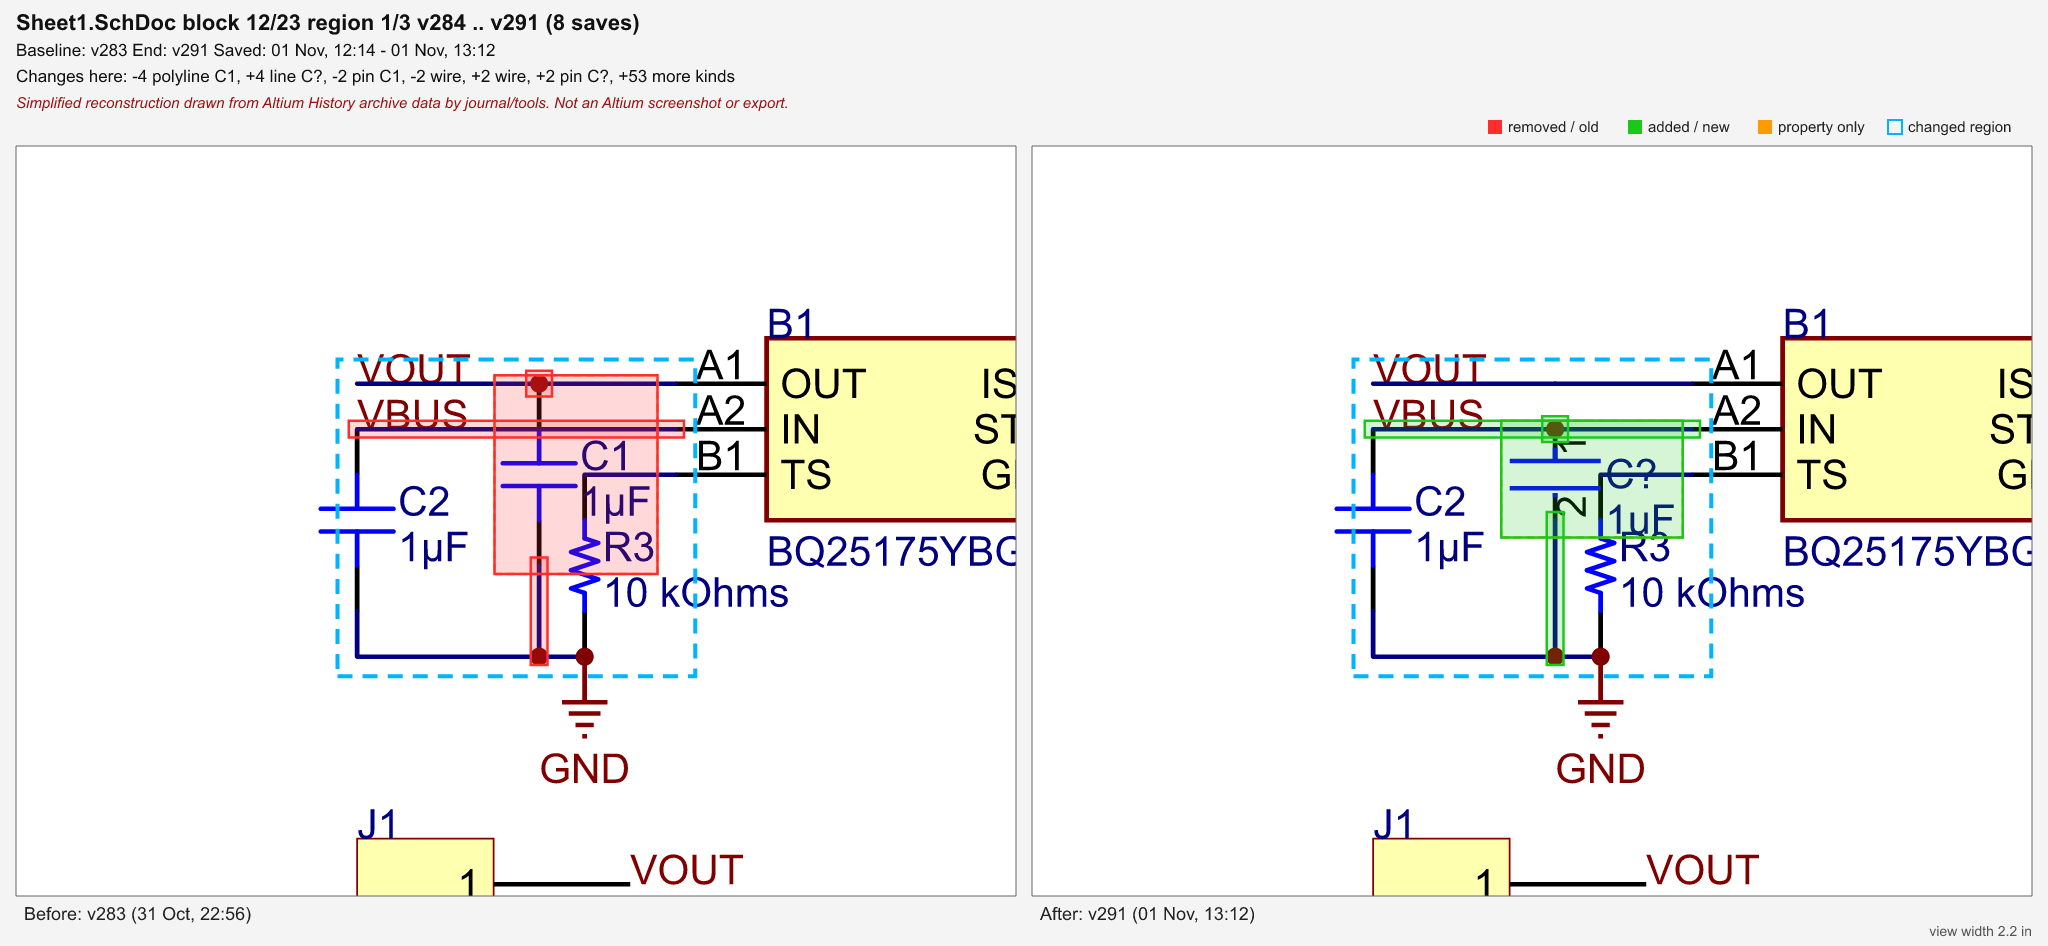 Sheet1.SchDoc block 12/23 region 1/3 v284 .. v291 (8 saves)
Baseline: v283 End: v291 Saved: 01 Nov, 12:14 - 01 Nov, 13:12
Changes here: -4 polyline C1, +4 line C?, -2 pin C1, -2 wire, +2 wire, +2 pin C?, +53 more kinds
Simplified reconstruction drawn from Altium History archive data by journal/tools. Not an Altium screenshot or export.
removed / old
added / new
property only
changed region
B1
VOUT
A1
OUT
IS
VBUS
A2
IN
ST
C1
B1
TS
G
1µF
C2
1µF
R3
10 kOhms
BQ25175YBG
GND
J1
1
VOUT
B1
VOUT
A1
OUT
IS
VBUS
A2
IN
ST
C?
B1
TS
G
2
1µF
C2
1µF
R3
10 kOhms
BQ25175YBG
GND
J1
1
VOUT
Before: v283 (31 Oct, 22:56)
After: v291 (01 Nov, 13:12)
view width 2.2 in